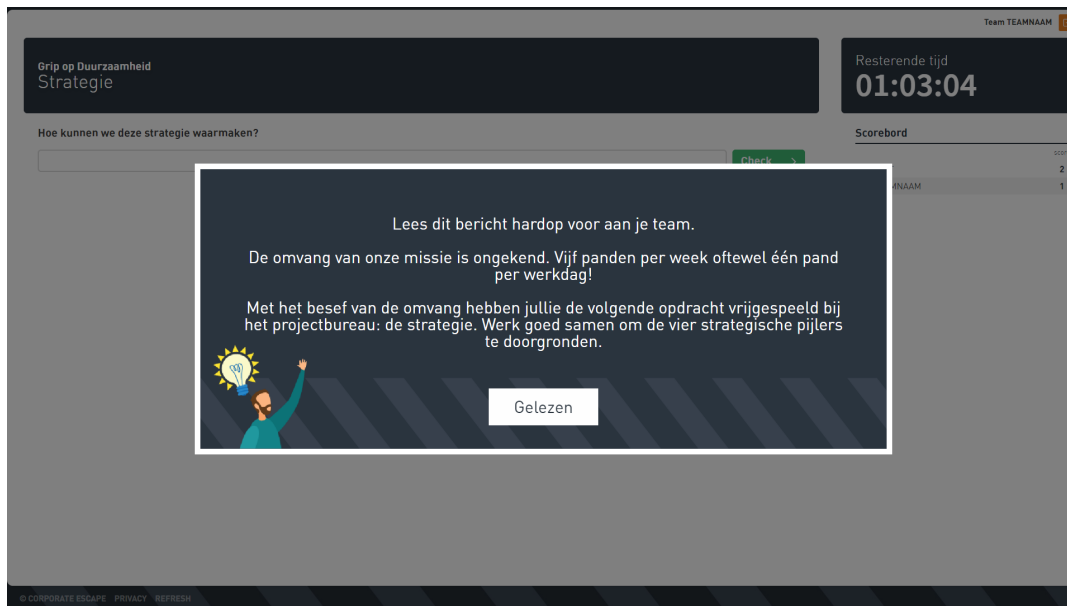 Team TEAMNAAM
Grip op Duurzaamheid
Strategie
Resterende tijd
01:03:04
Hoe kunnen we deze strategie waarmaken?
Check >
Scorebord
2
1
Lees dit bericht hardop voor aan je team.
De omvang van onze missie is ongekend. Vijf panden per week oftewel één pand
per werkdag!
Met het besef van de omvang hebben jullie de volgende opdracht vrijgespeeld bij
het projectbureau: de strategie. Werk goed samen om de vier strategische pijlers
te doorgronden.
Gelezen
© CORPORATE ESCAPE PRIVACY REFRESH